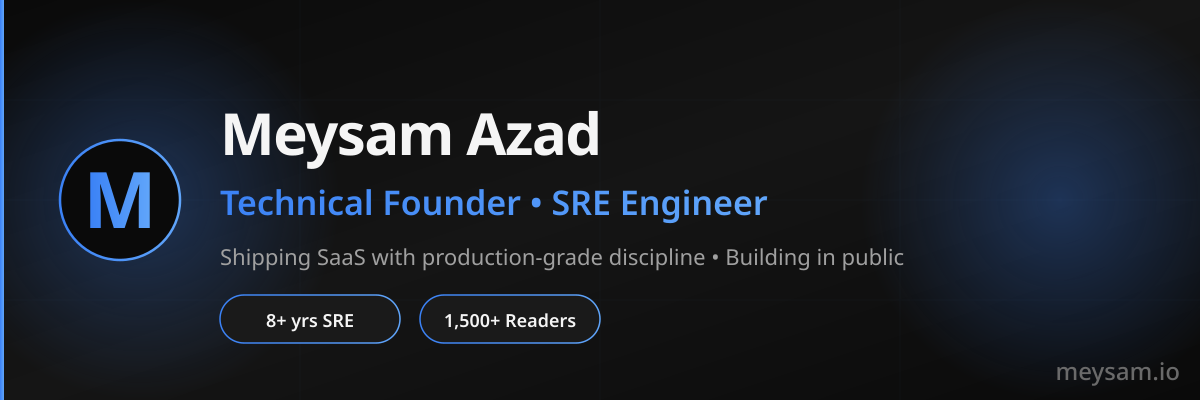 M
Meysam Azad
Technical Founder • SRE Engineer
Shipping SaaS with production-grade discipline • Building in public
8+ yrs SRE
1,500+ Readers
meysam.io